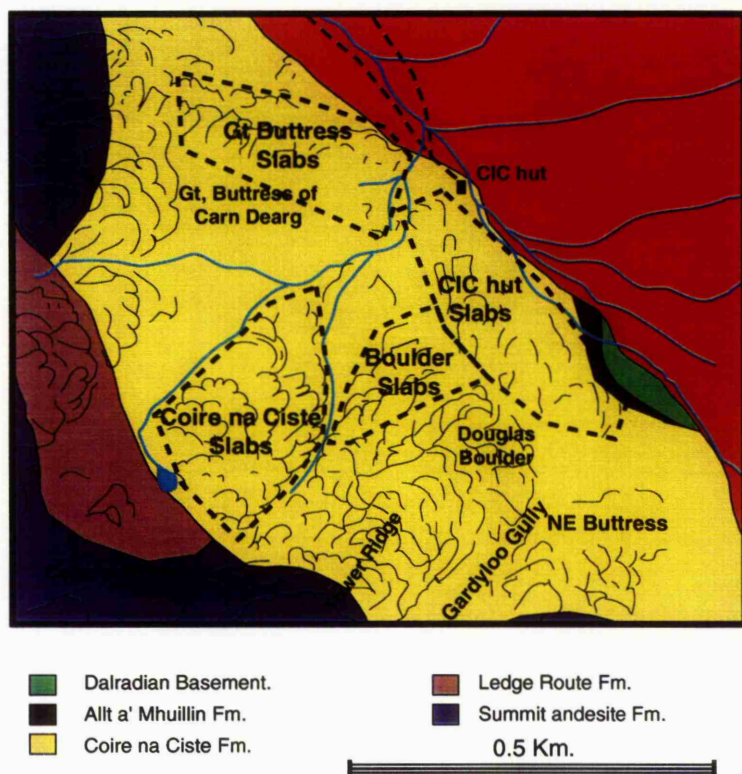 Gt Buttress
Slabs
CIC hut
Gt, Buttress of
Carn Dearg
CIC hut
Slabs
Boulder
Slabs
Coire na Ciste
Slabs
Douglas
Boulder
Ridge
Gardyloo Gully
NE Buttress
Dalradian Basement.
Allt a' Mhuillin Fm.
Coire na Ciste Fm.
Ledge Route Fm.
Summit andesite Fm.
0.5 Km.